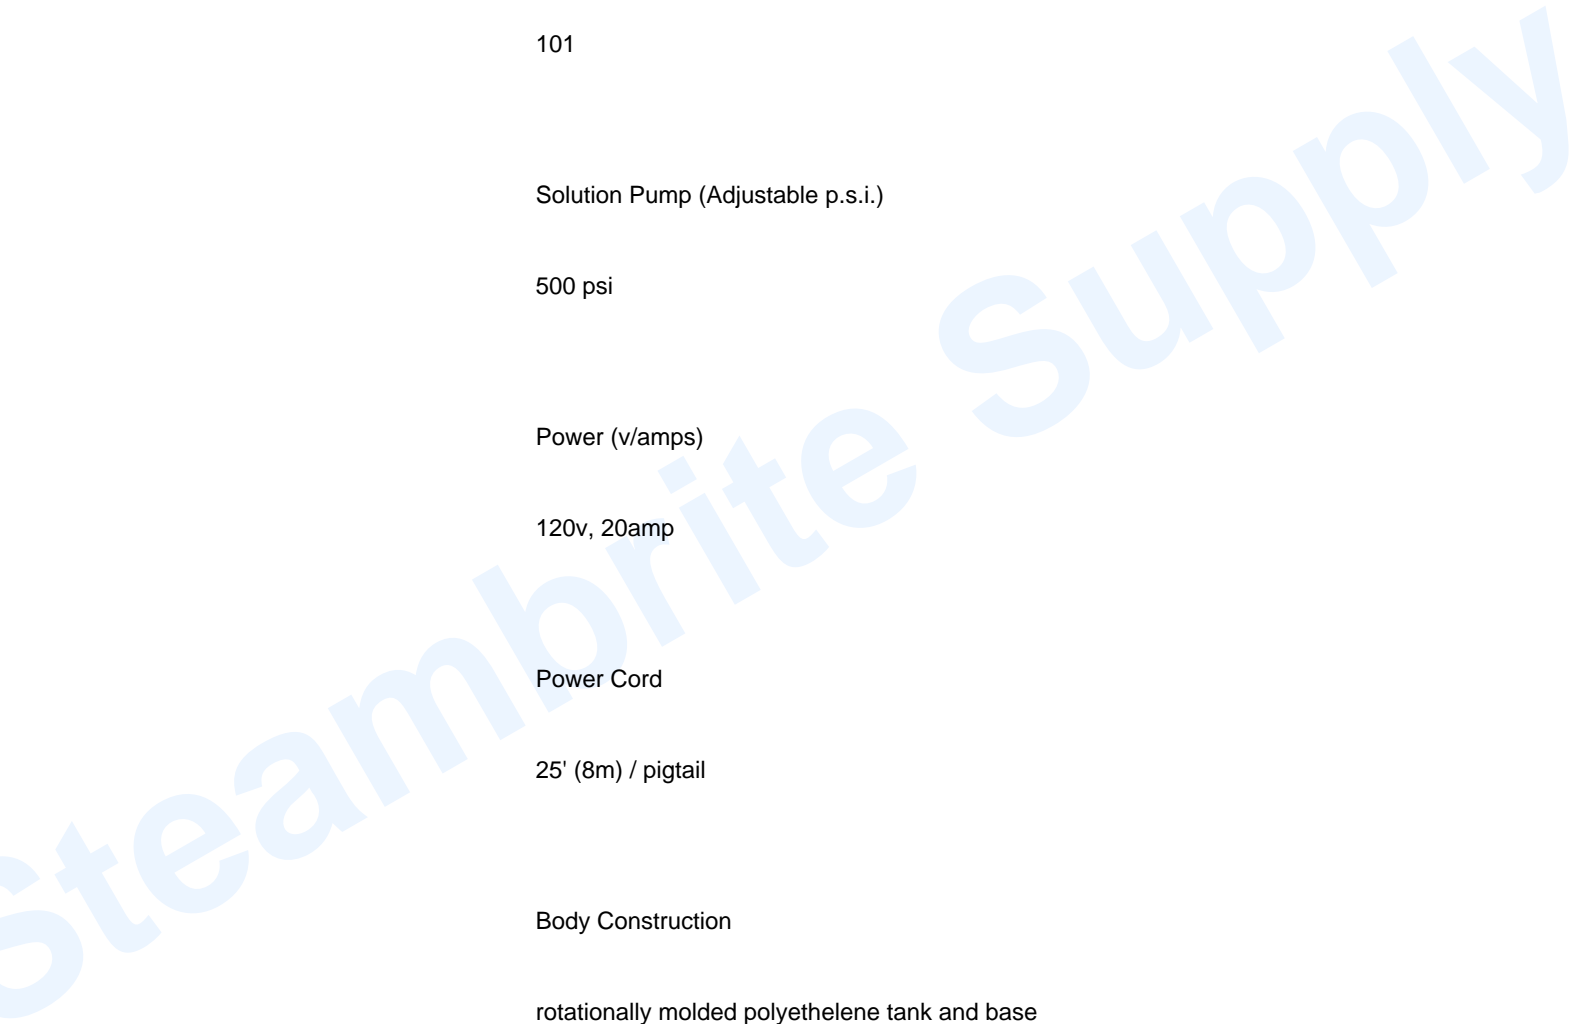 101
Solution Pump (Adjustable p.s.i.)
500 psi
Power (v/amps)
120v, 20amp
Power Cord
25' (8m) / pigtail
Body Construction
rotationally molded polyethelene tank and base
Steambrite Supply